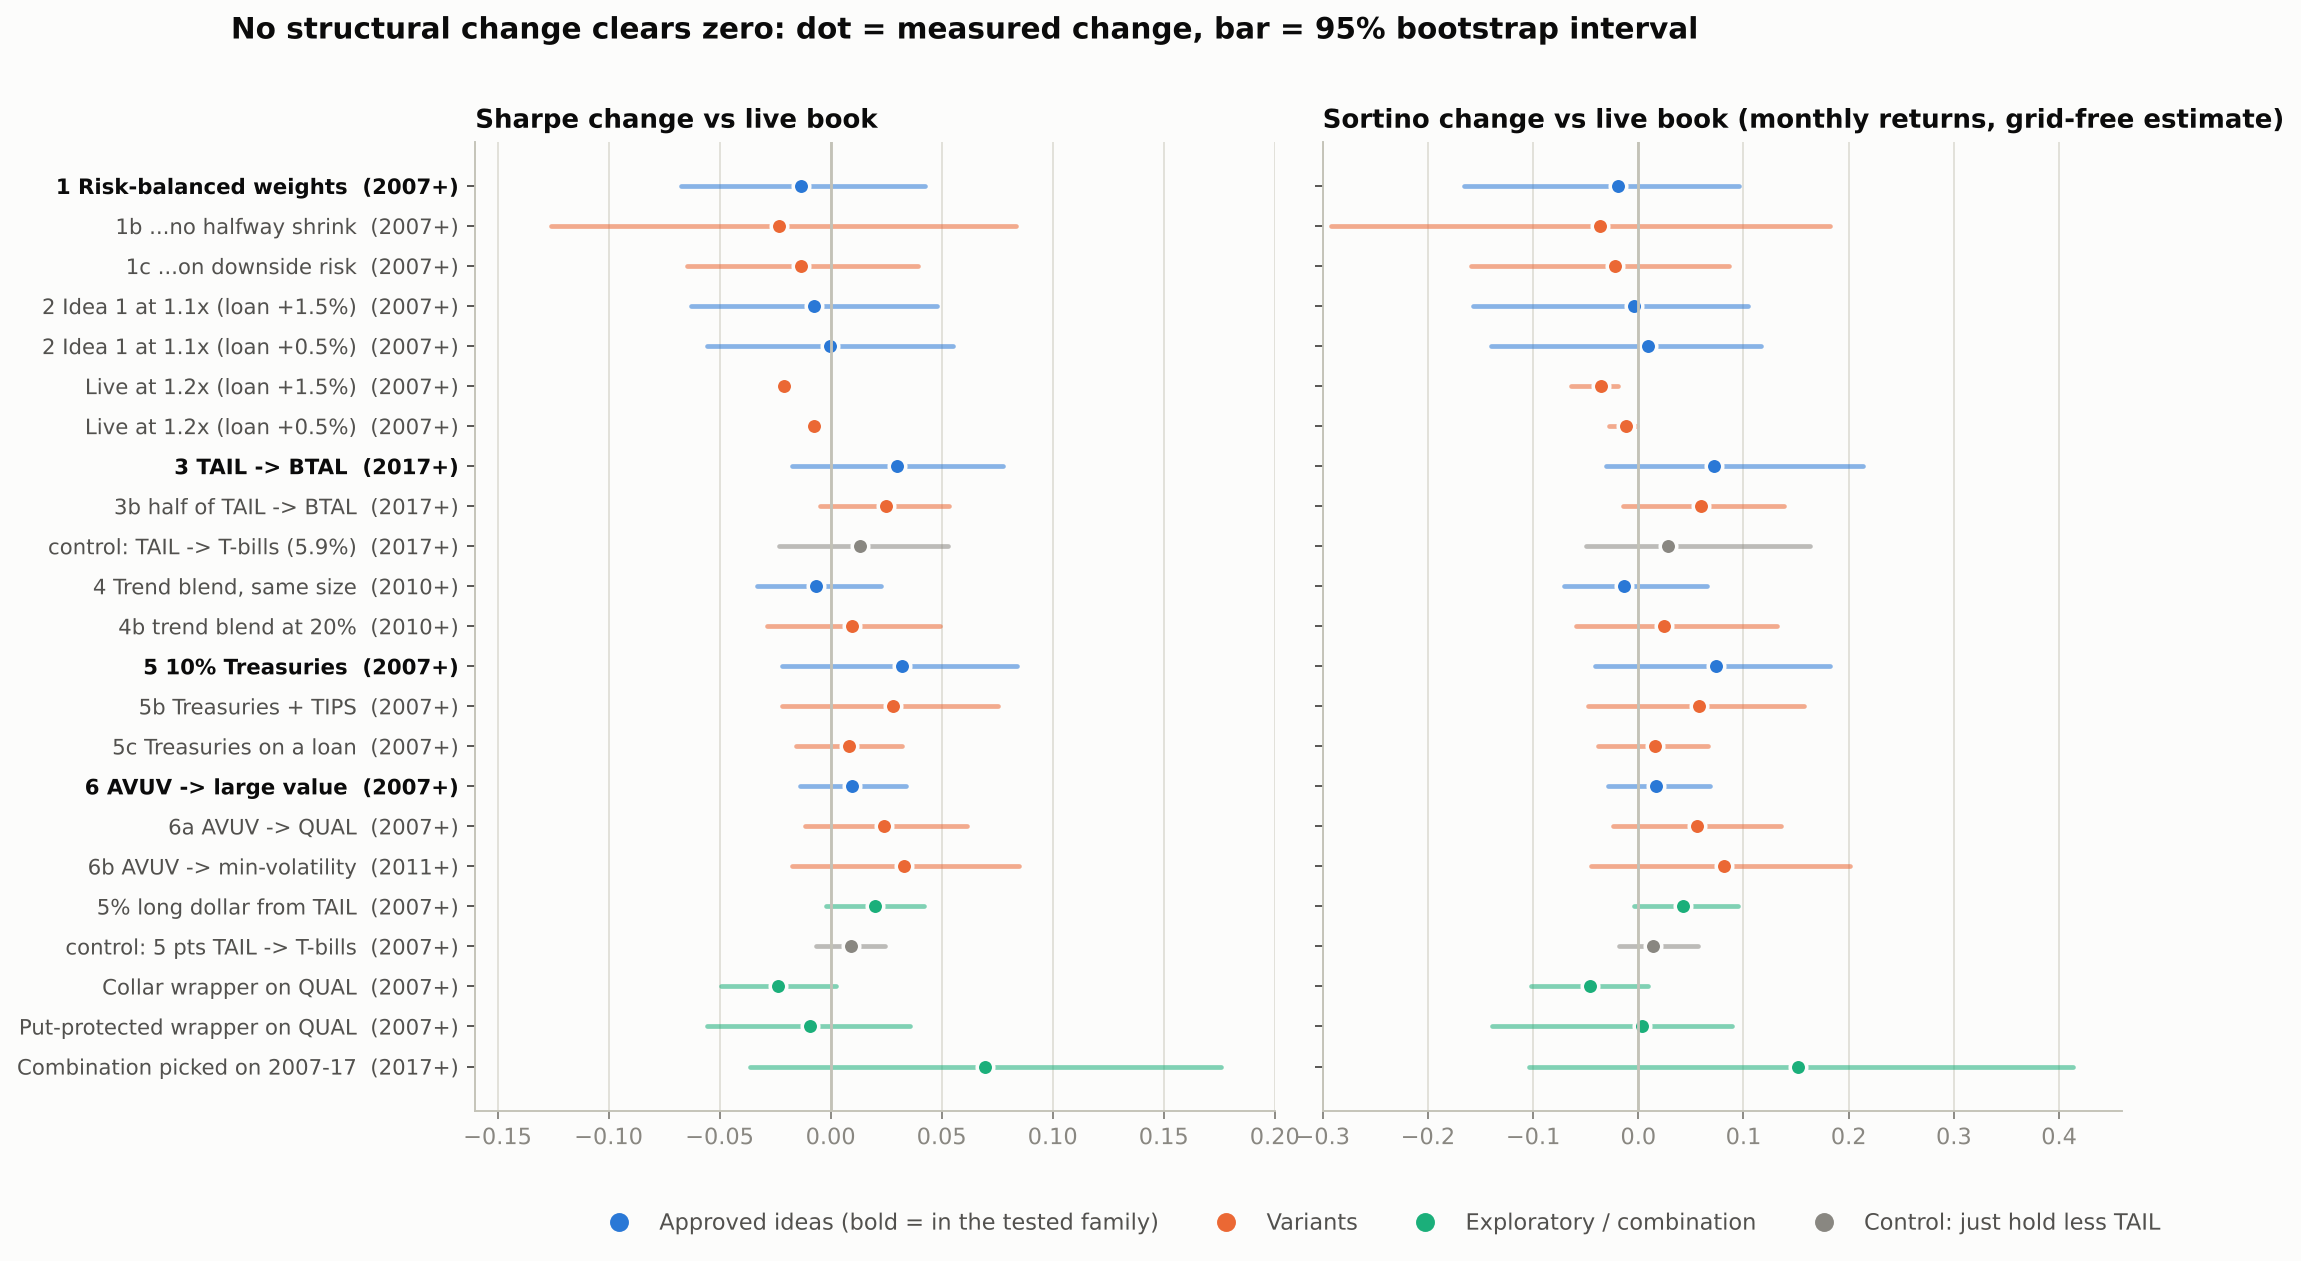 No structural change clears zero: dot = measured change, bar = 95% bootstrap interval
Sharpe change vs live book
Sortino change vs live book (monthly returns, grid-free estimate)
1 Risk-balanced weights (2007+)
1b ...no halfway shrink (2007+)
1c ...on downside risk (2007+)
2 Idea 1 at 1.1x (loan +1.5%) (2007+)
2 Idea 1 at 1.1x (loan +0.5%) (2007+)
Live at 1.2x (loan +1.5%) (2007+)
Live at 1.2x (loan +0.5%) (2007+)
3 TAIL -> BTAL (2017+)
3b half of TAIL -> BTAL (2017+)
control: TAIL -> T-bills (5.9%) (2017+)
4 Trend blend, same size (2010+)
4b trend blend at 20% (2010+)
5 10% Treasuries (2007+)
5b Treasuries + TIPS (2007+)
5c Treasuries on a loan (2007+)
6 AVUV -> large value (2007+)
6a AVUV -> QUAL (2007+)
6b AVUV -> min-volatility (2011+)
5% long dollar from TAIL (2007+)
control: 5 pts TAIL -> T-bills (2007+)
Collar wrapper on QUAL (2007+)
Put-protected wrapper on QUAL (2007+)
Combination picked on 2007-17 (2017+)
−0.15 −0.10 −0.05 0.00 0.05 0.10 0.15 0.20
−0.3 −0.2 −0.1 0.0 0.1 0.2 0.3 0.4
Approved ideas (bold = in the tested family) Variants Exploratory / combination Control: just hold less TAIL